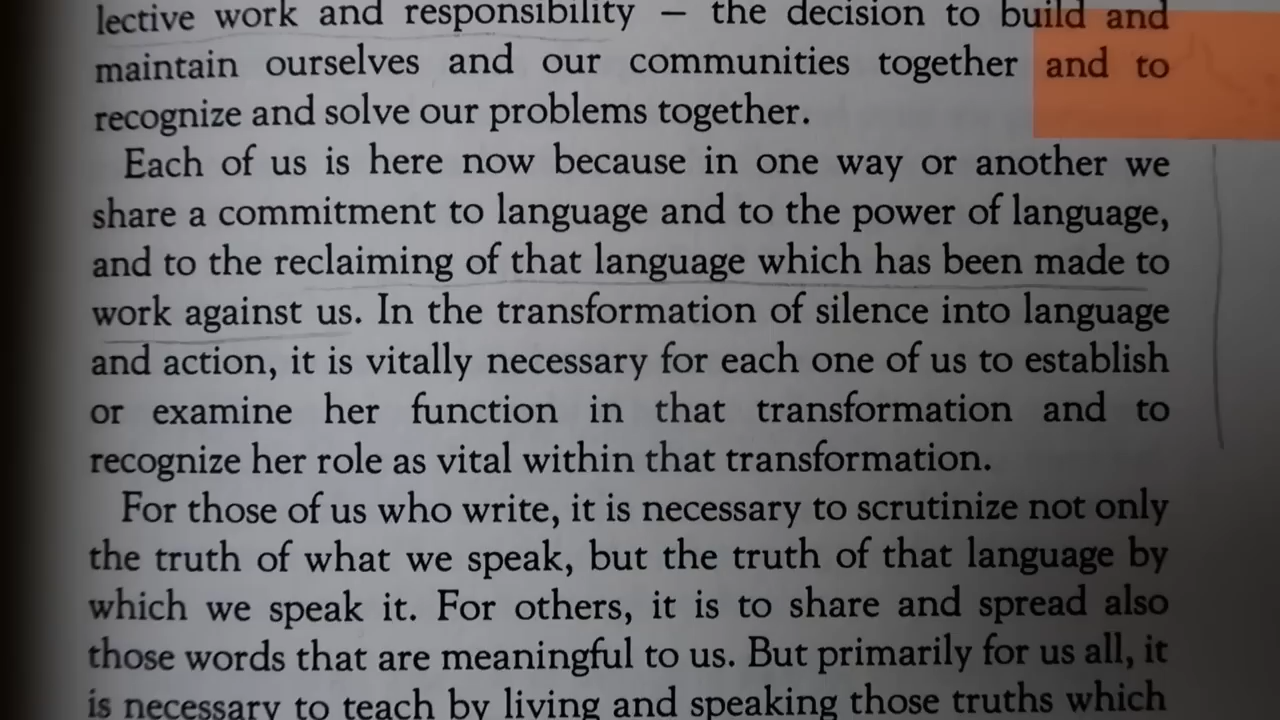 lective work and responsibility — the decision to build and
maintain ourselves and our communities together and to
recognize and solve our problems together.
Each of us is here now because in one way or another we
share a commitment to language and to the power of language,
and to the reclaiming of that language which has been made to
work against us. In the transformation of silence into language
and action, it is vitally necessary for each one of us to establish
or examine her function in that transformation and to
recognize her role as vital within that transformation.
For those of us who write, it is necessary to scrutinize not only
the truth of what we speak, but the truth of that language by
which we speak it. For others, it is to share and spread also
those words that are meaningful to us. But primarily for us all, it
is necessary to teach by living and speaking those truths which